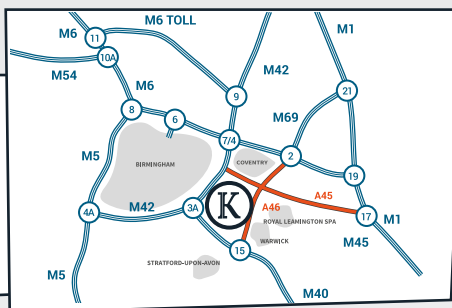 M6 TOLL
M6
11
M1
10A
M54
M42
M6
9
21
8
6
M69
7/4
M5
BIRMINGHAM
COVENTRY
2
19
A45
M42
3A
K
A46
4A
17
M1
ROYAL LEAMINGTON SPA
WARWICK
M45
15
STRATFORD-UPON-AVON
M5
M40